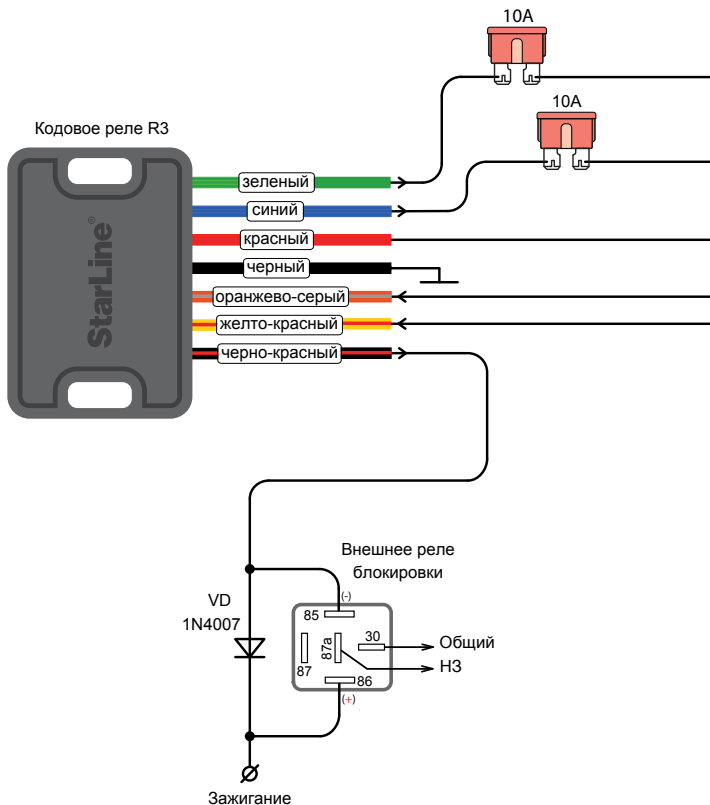 10A
10A
Кодовое реле R3
StarLine®
зеленый
синий
красный
черный
оранжево-серый
желто-красный
черно-красный
Внешнее реле
блокировки
VD
1N4007
(-)
85
30
87a
87
86
(+)
Общий
НЗ
Зажигание